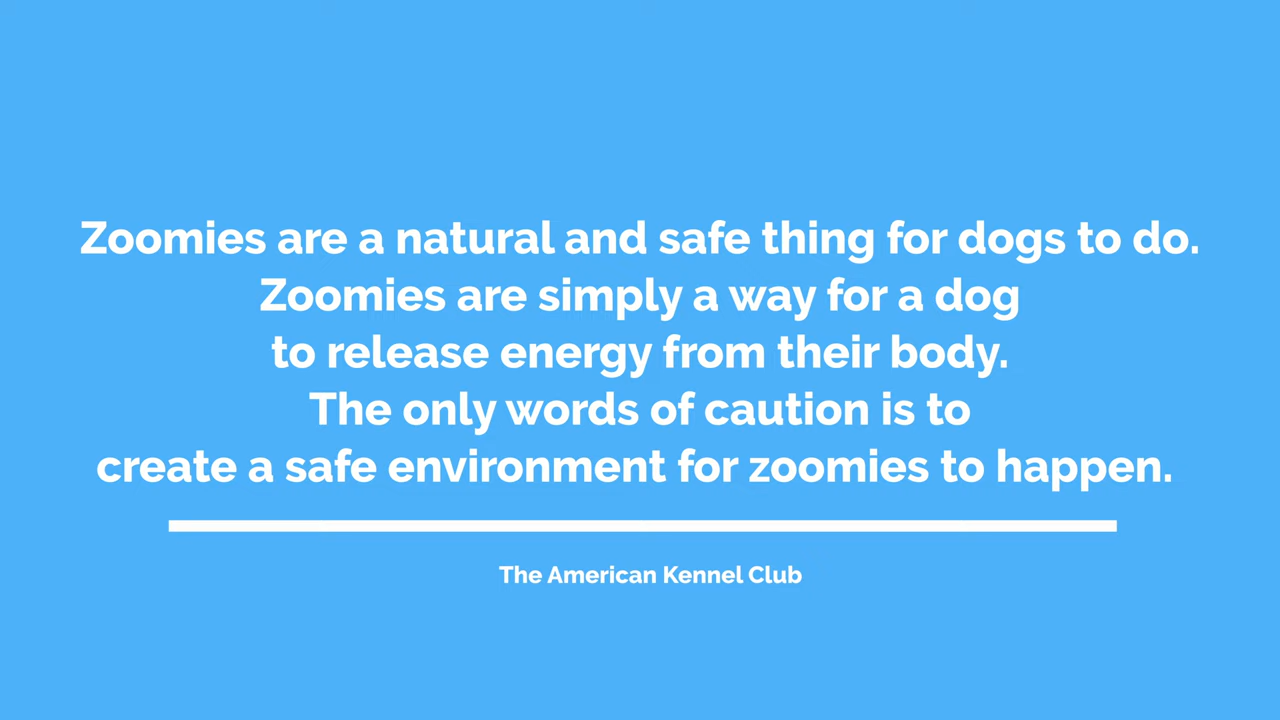 Zoomies are a natural and safe thing for dogs to do.
Zoomies are simply a way for a dog
to release energy from their body.
The only words of caution is to
create a safe environment for zoomies to happen.
The American Kennel Club